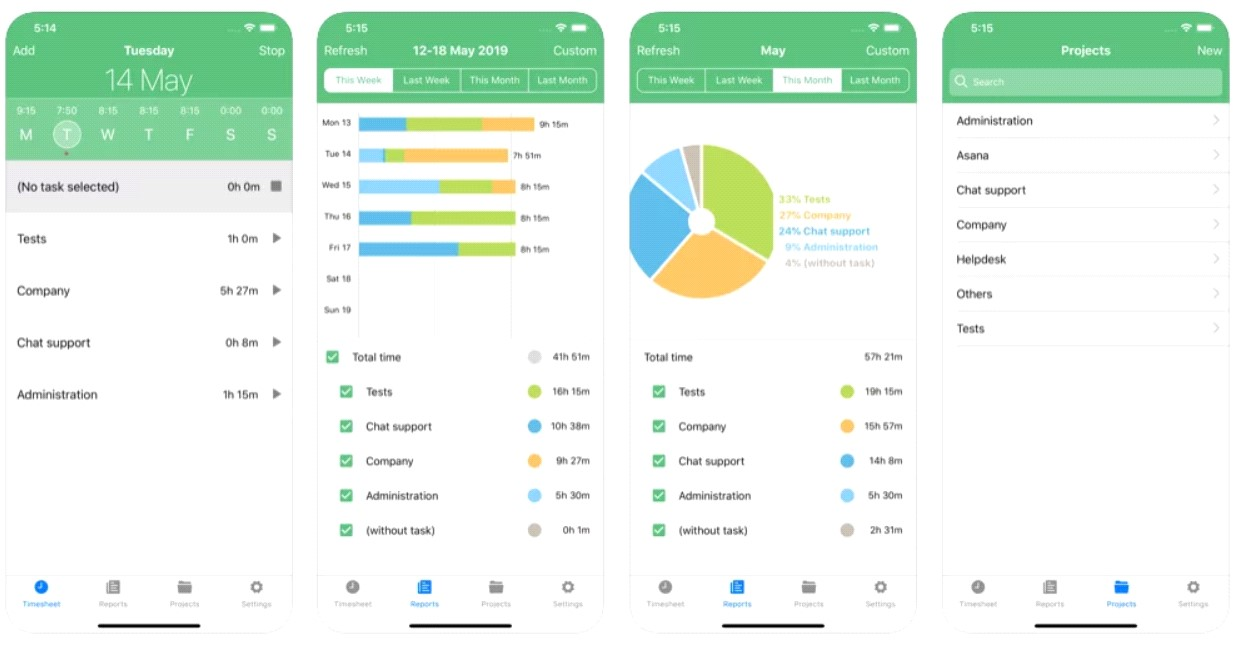 5:14
Add Tuesday Stop
14 May
9:15 7:50 8:15 8:15 8:15 0:00 0:00
M T W T F S S
(No task selected) 0h 0m
Tests 1h 0m
Company 5h 27m
Chat support 0h 8m
Administration 1h 15m
Timesheet Reports Projects Settings
5:15
Refresh 12-18 May 2019 Custom
This Week Last Week This Month Last Month
Mon 13 9h 15m
Tue 14 7h 51m
Wed 15 8h 15m
Thu 16 8h 15m
Fri 17 8h 15m
Sat 18
Sun 19
Total time 41h 51m
Tests 16h 15m
Chat support 10h 38m
Company 9h 27m
Administration 5h 30m
(without task) 0h 1m
Timesheet Reports Projects Settings
5:15
Refresh May Custom
This Week Last Week This Month Last Month
33% Tests
27% Company
24% Chat support
9% Administration
4% (without task)
Total time 57h 21m
Tests 19h 15m
Company 15h 57m
Chat support 14h 8m
Administration 5h 30m
(without task) 2h 31m
Timesheet Reports Projects Settings
5:15
Projects New
Search
Administration
Asana
Chat support
Company
Helpdesk
Others
Tests
Timesheet Reports Projects Settings